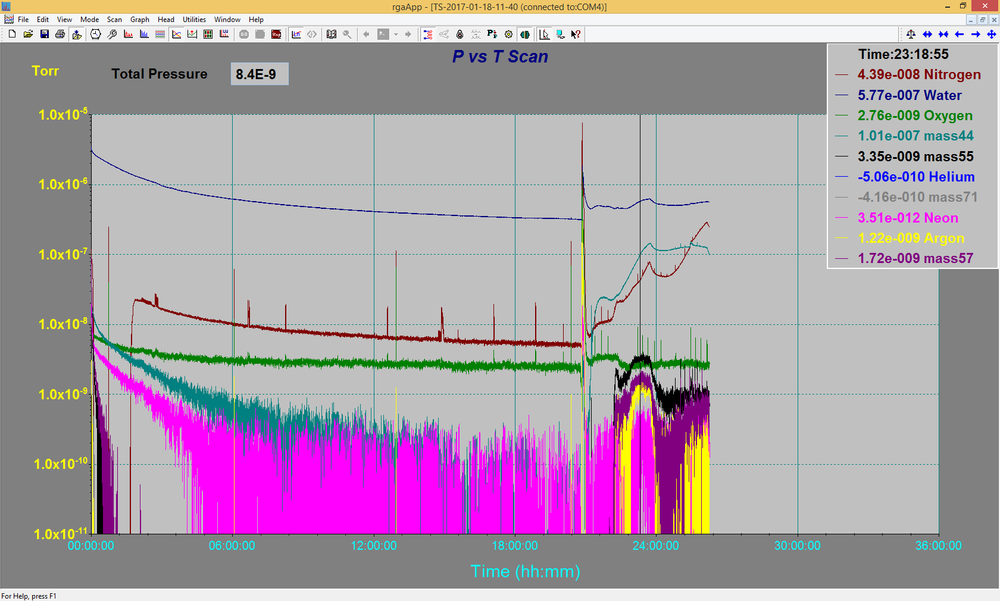 rgaApp - [TS-2017-01-18-11-40 (connected to:COM4)]
File Edit View Mode Scan Graph Head Utilities Window Help
GO Stop
P vs T Scan
Torr
Total Pressure 8.4E-9
Time:23:18:55
4.39e-008 Nitrogen
5.77e-007 Water
2.76e-009 Oxygen
1.01e-007 mass44
3.35e-009 mass55
-5.06e-010 Helium
-4.16e-010 mass71
3.51e-012 Neon
1.22e-009 Argon
1.72e-009 mass57
1.0x10-5
1.0x10-6
1.0x10-7
1.0x10-8
1.0x10-9
1.0x10-10
1.0x10-11
00:00:00 06:00:00 12:00:00 18:00:00 24:00:00 30:00:00 36:00:00
Time (hh:mm)
For Help, press F1